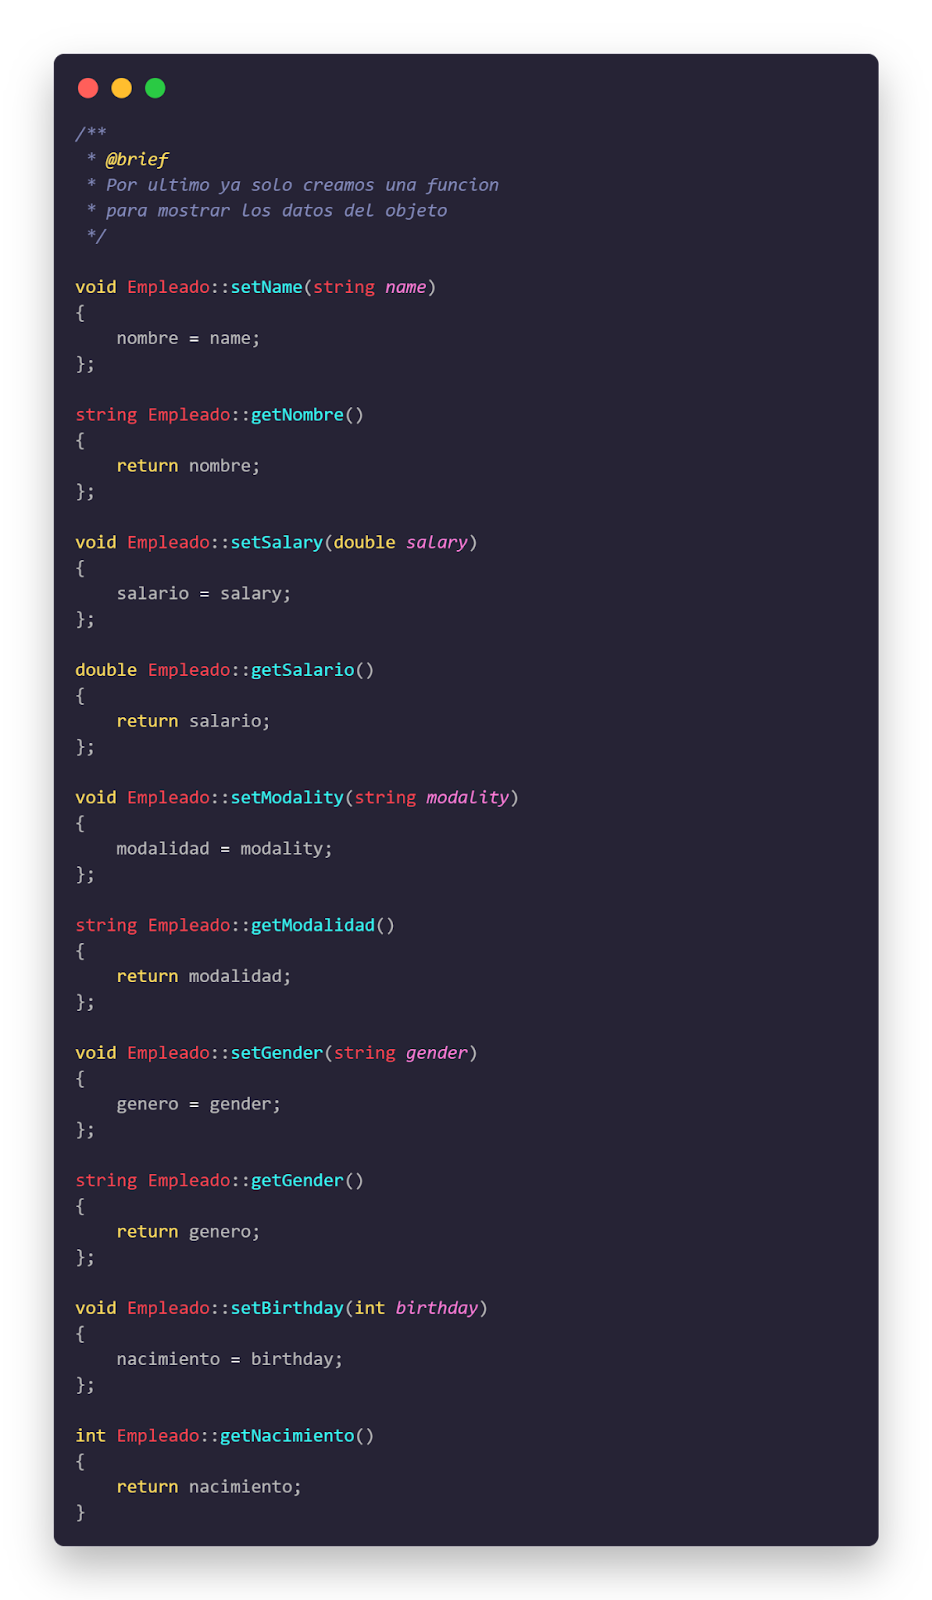 /**
 * @brief
 * Por ultimo ya solo creamos una funcion
 * para mostrar los datos del objeto
 */
void Empleado::setName(string name)
{
    nombre = name;
};
string Empleado::getNombre()
{
    return nombre;
};
void Empleado::setSalary(double salary)
{
    salario = salary;
};
double Empleado::getSalario()
{
    return salario;
};
void Empleado::setModality(string modality)
{
    modalidad = modality;
};
string Empleado::getModalidad()
{
    return modalidad;
};
void Empleado::setGender(string gender)
{
    genero = gender;
};
string Empleado::getGender()
{
    return genero;
};
void Empleado::setBirthday(int birthday)
{
    nacimiento = birthday;
};
int Empleado::getNacimiento()
{
    return nacimiento;
}